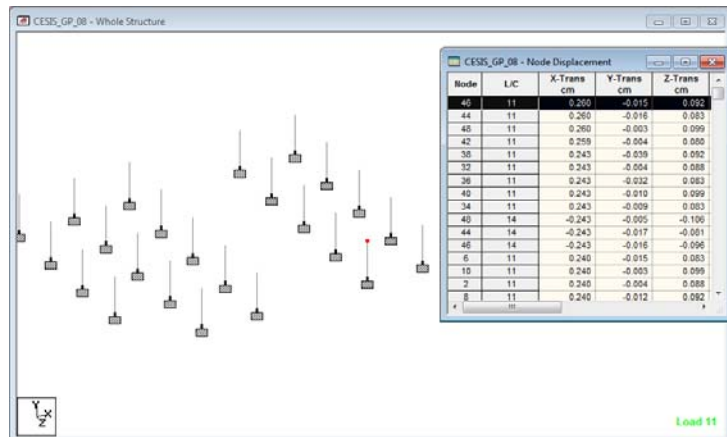 CESIS_GP_08 - Whole Structure
CESIS_GP_08 - Node Displacement
Node L/C X-Trans cm Y-Trans cm Z-Trans cm
46 11 0.260 -0.015 0.092
44 11 0.260 -0.016 0.083
48 11 0.260 -0.003 0.099
42 11 0.259 -0.004 0.080
38 11 0.243 -0.039 0.092
32 11 0.243 -0.004 0.088
36 11 0.243 -0.032 0.083
40 11 0.243 -0.010 0.099
34 11 0.243 -0.009 0.083
48 14 -0.243 -0.005 -0.106
44 14 -0.243 -0.017 -0.081
46 14 -0.243 -0.016 -0.096
6 11 0.240 -0.015 0.083
10 11 0.240 -0.003 0.099
2 11 0.240 -0.004 0.088
8 11 0.240 -0.012 0.092
Y
X
Z
Load 11